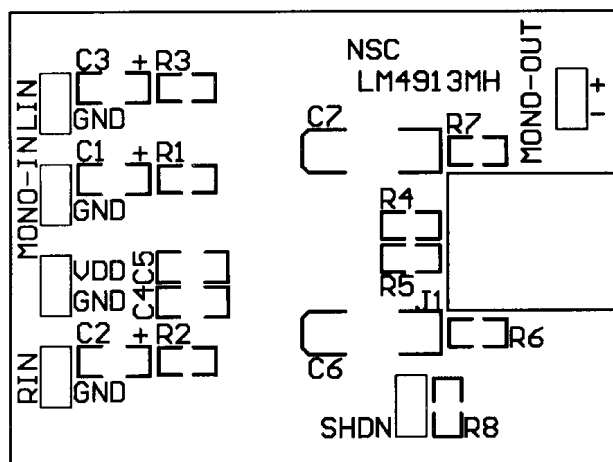 C3 + R3
NSC
LM4913MH
MONO-OUT
+
-
LIN
GND
C7
R7
C1 + R1
MONO-IN
GND
R4
VDD
C5
R5
GND
C4
J1
C2 + R2
R6
RIN
GND
C6
SHDN
R8